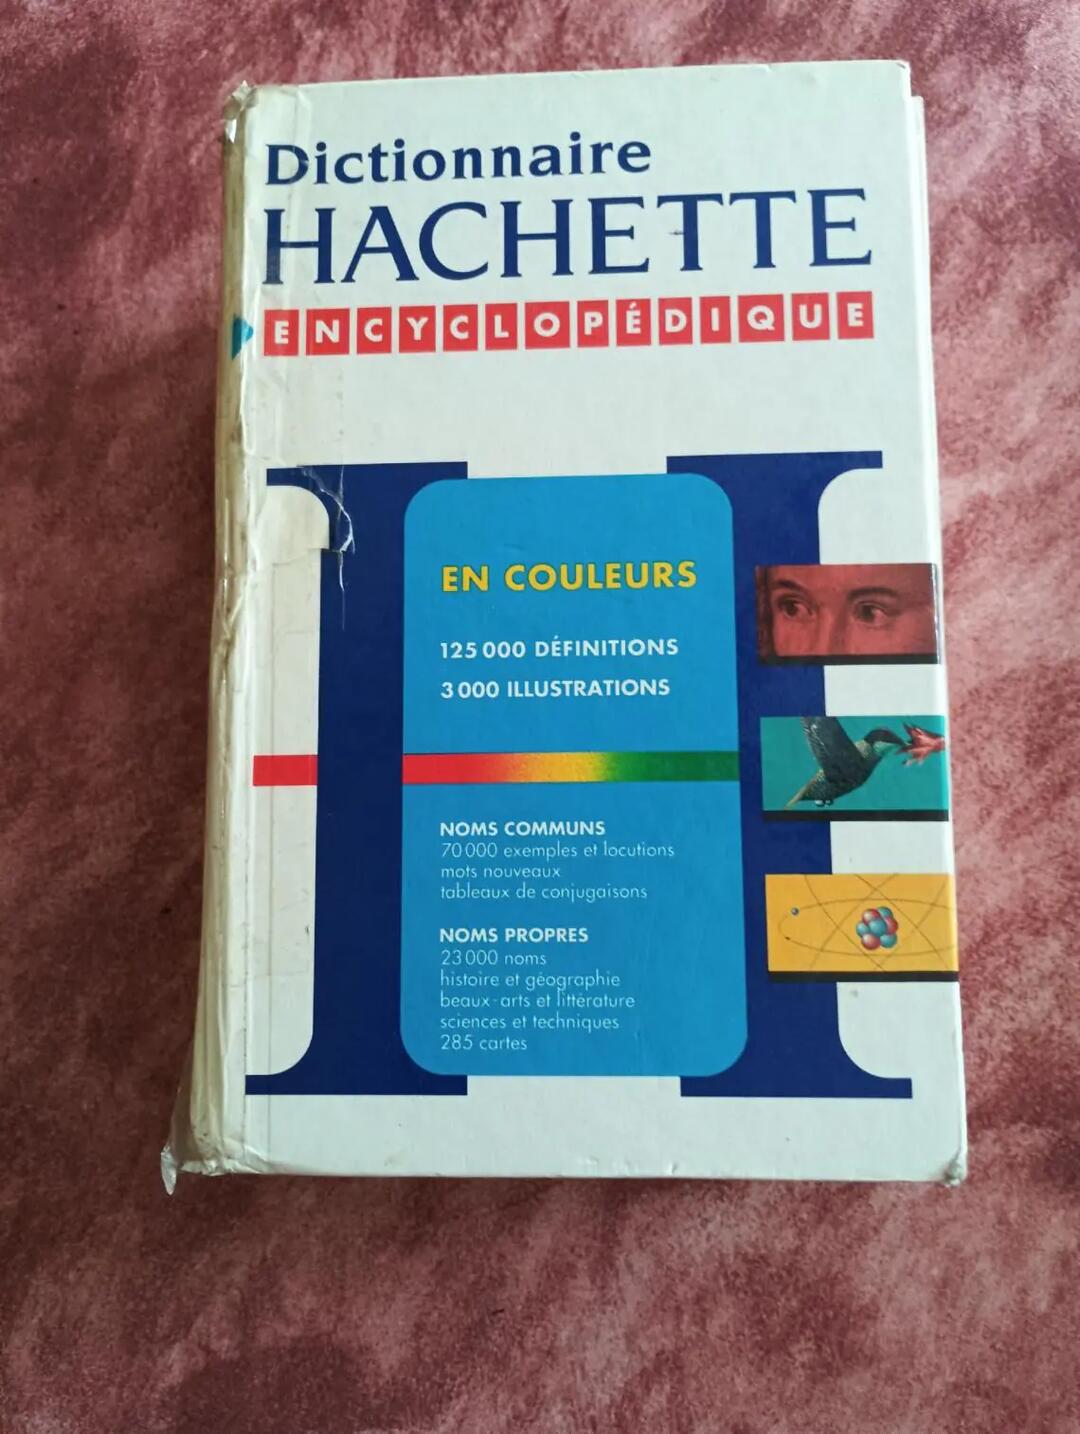 Dictionnaire
HACHETTE
ENCYCLOPÉDIQUE
EN COULEURS
125 000 DÉFINITIONS
3 000 ILLUSTRATIONS
NOMS COMMUNS
70 000 exemples et locutions
mots nouveaux
tableaux de conjugaisons
NOMS PROPRES
23 000 noms
histoire et géographie
beaux-arts et littérature
sciences et techniques
285 cartes